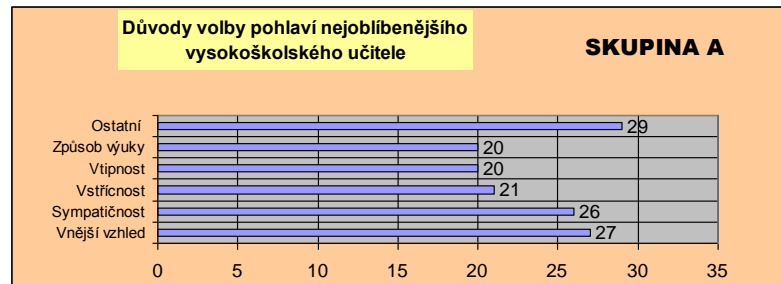 Důvody volby pohlaví nejoblíbenějšího
vysokoškolského učitele
SKUPINA A
Ostatní 29
Způsob výuky 20
Vtipnost 20
Vstřícnost 21
Sympatičnost 26
Vnější vzhled 27
0 5 10 15 20 25 30 35